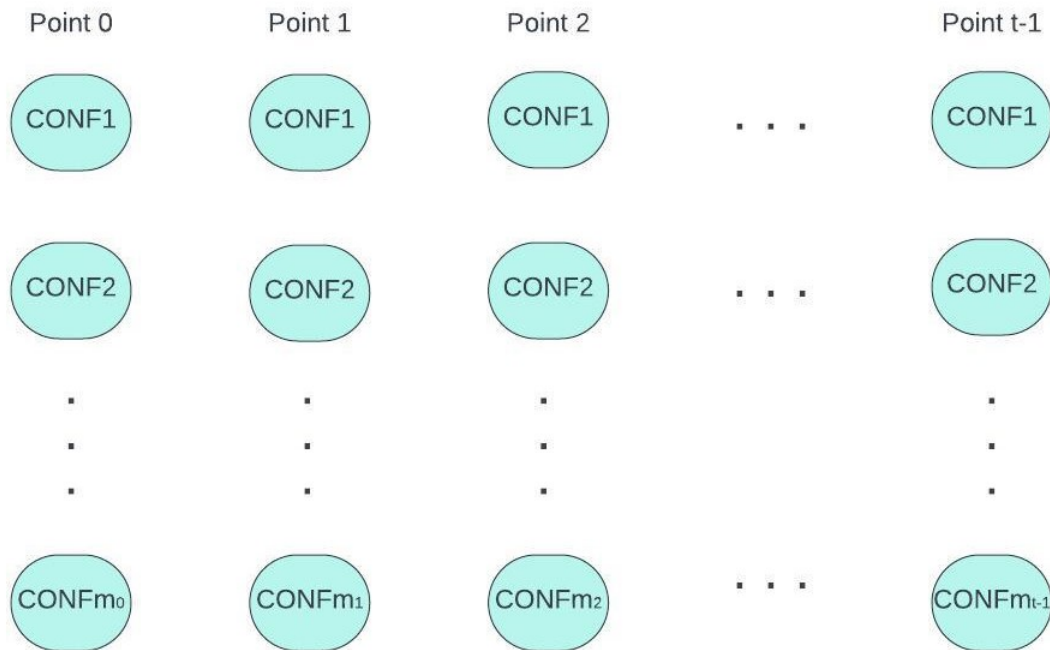 Point 0 Point 1 Point 2 Point t-1
CONF1 CONF1 CONF1 . . . CONF1
CONF2 CONF2 CONF2 . . . CONF2
. . . .
. . . .
. . . .
CONFm₀ CONFm₁ CONFm₂ . . . CONFmₜ₋₁